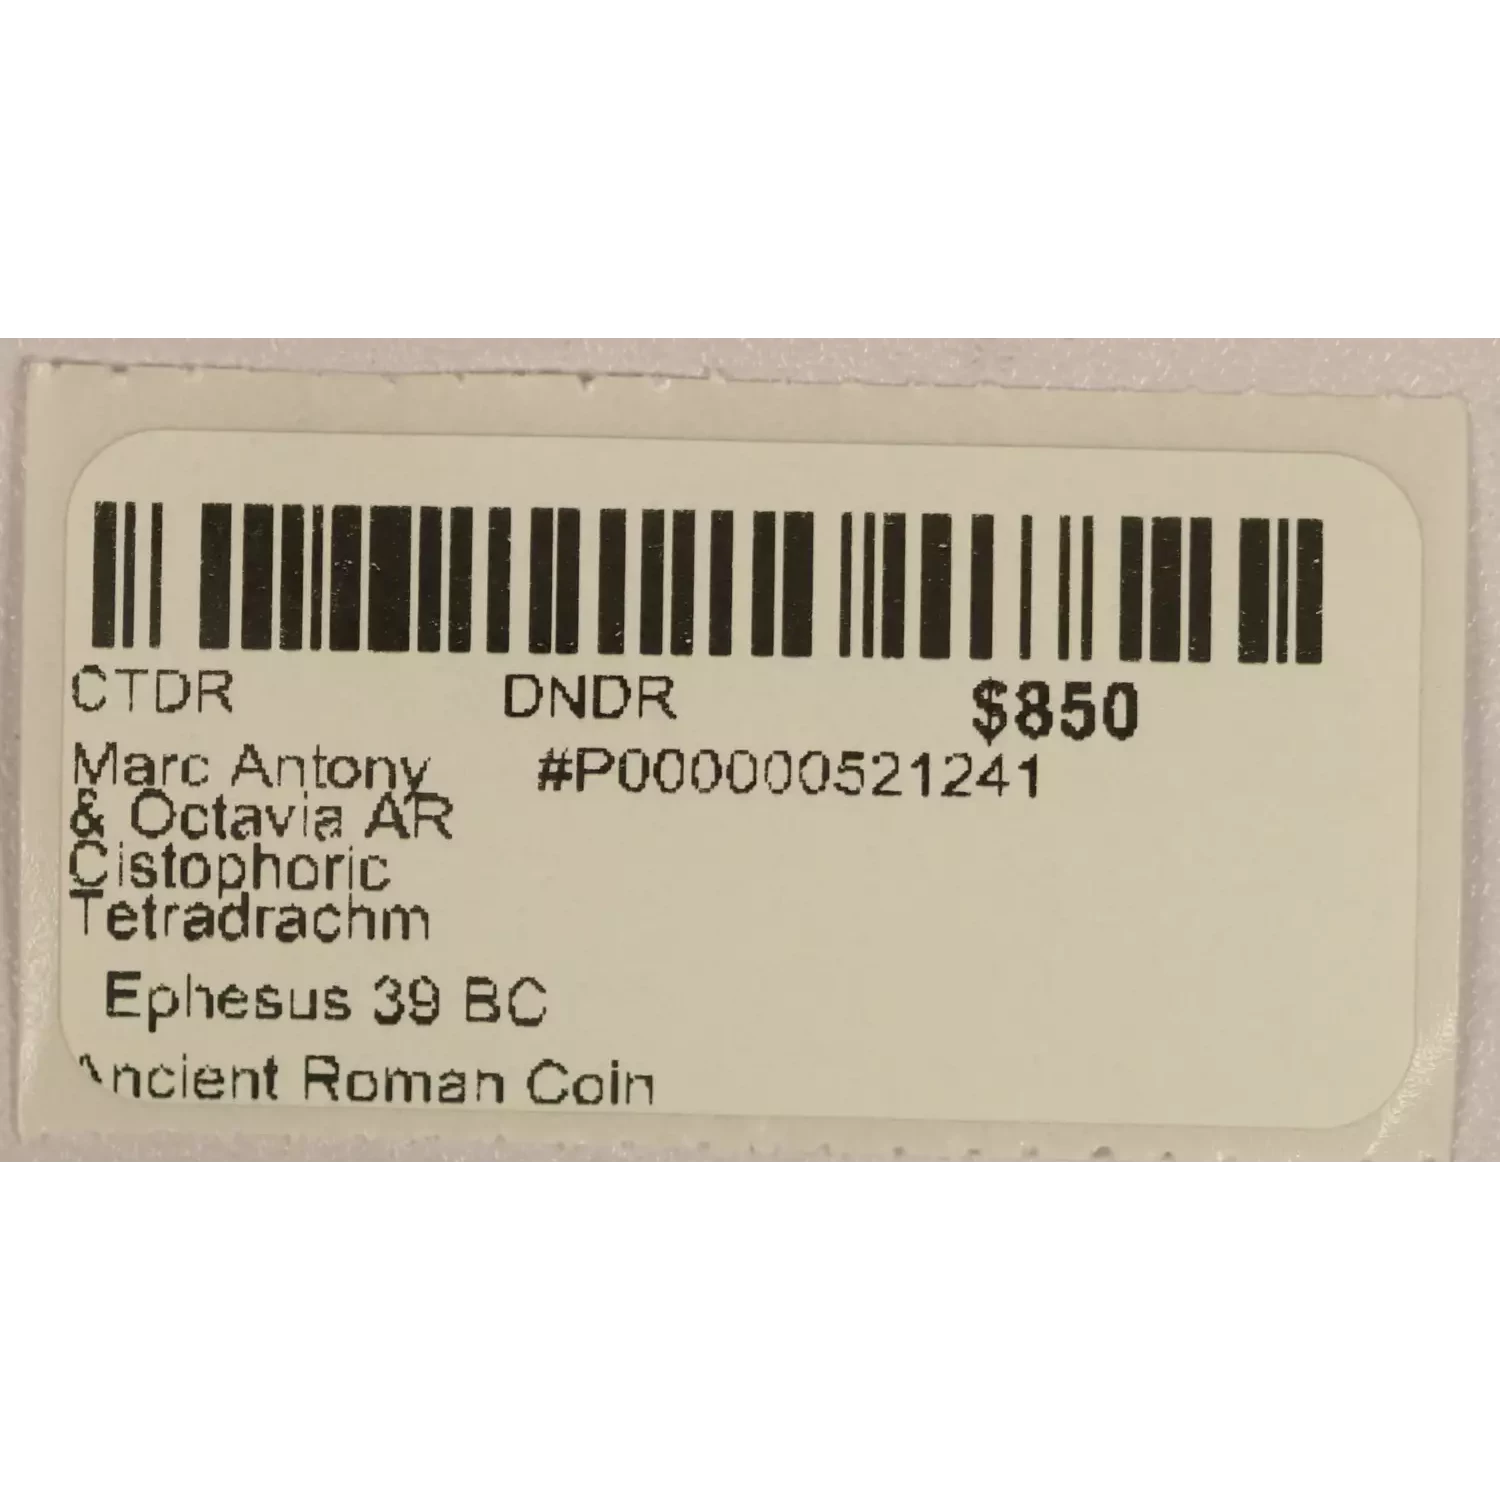 CTDR DNDR $850
Marc Antony #P000000521241
& Octavia AR
Cistophoric
Tetradrachm
Ephesus 39 BC
Ancient Roman Coin